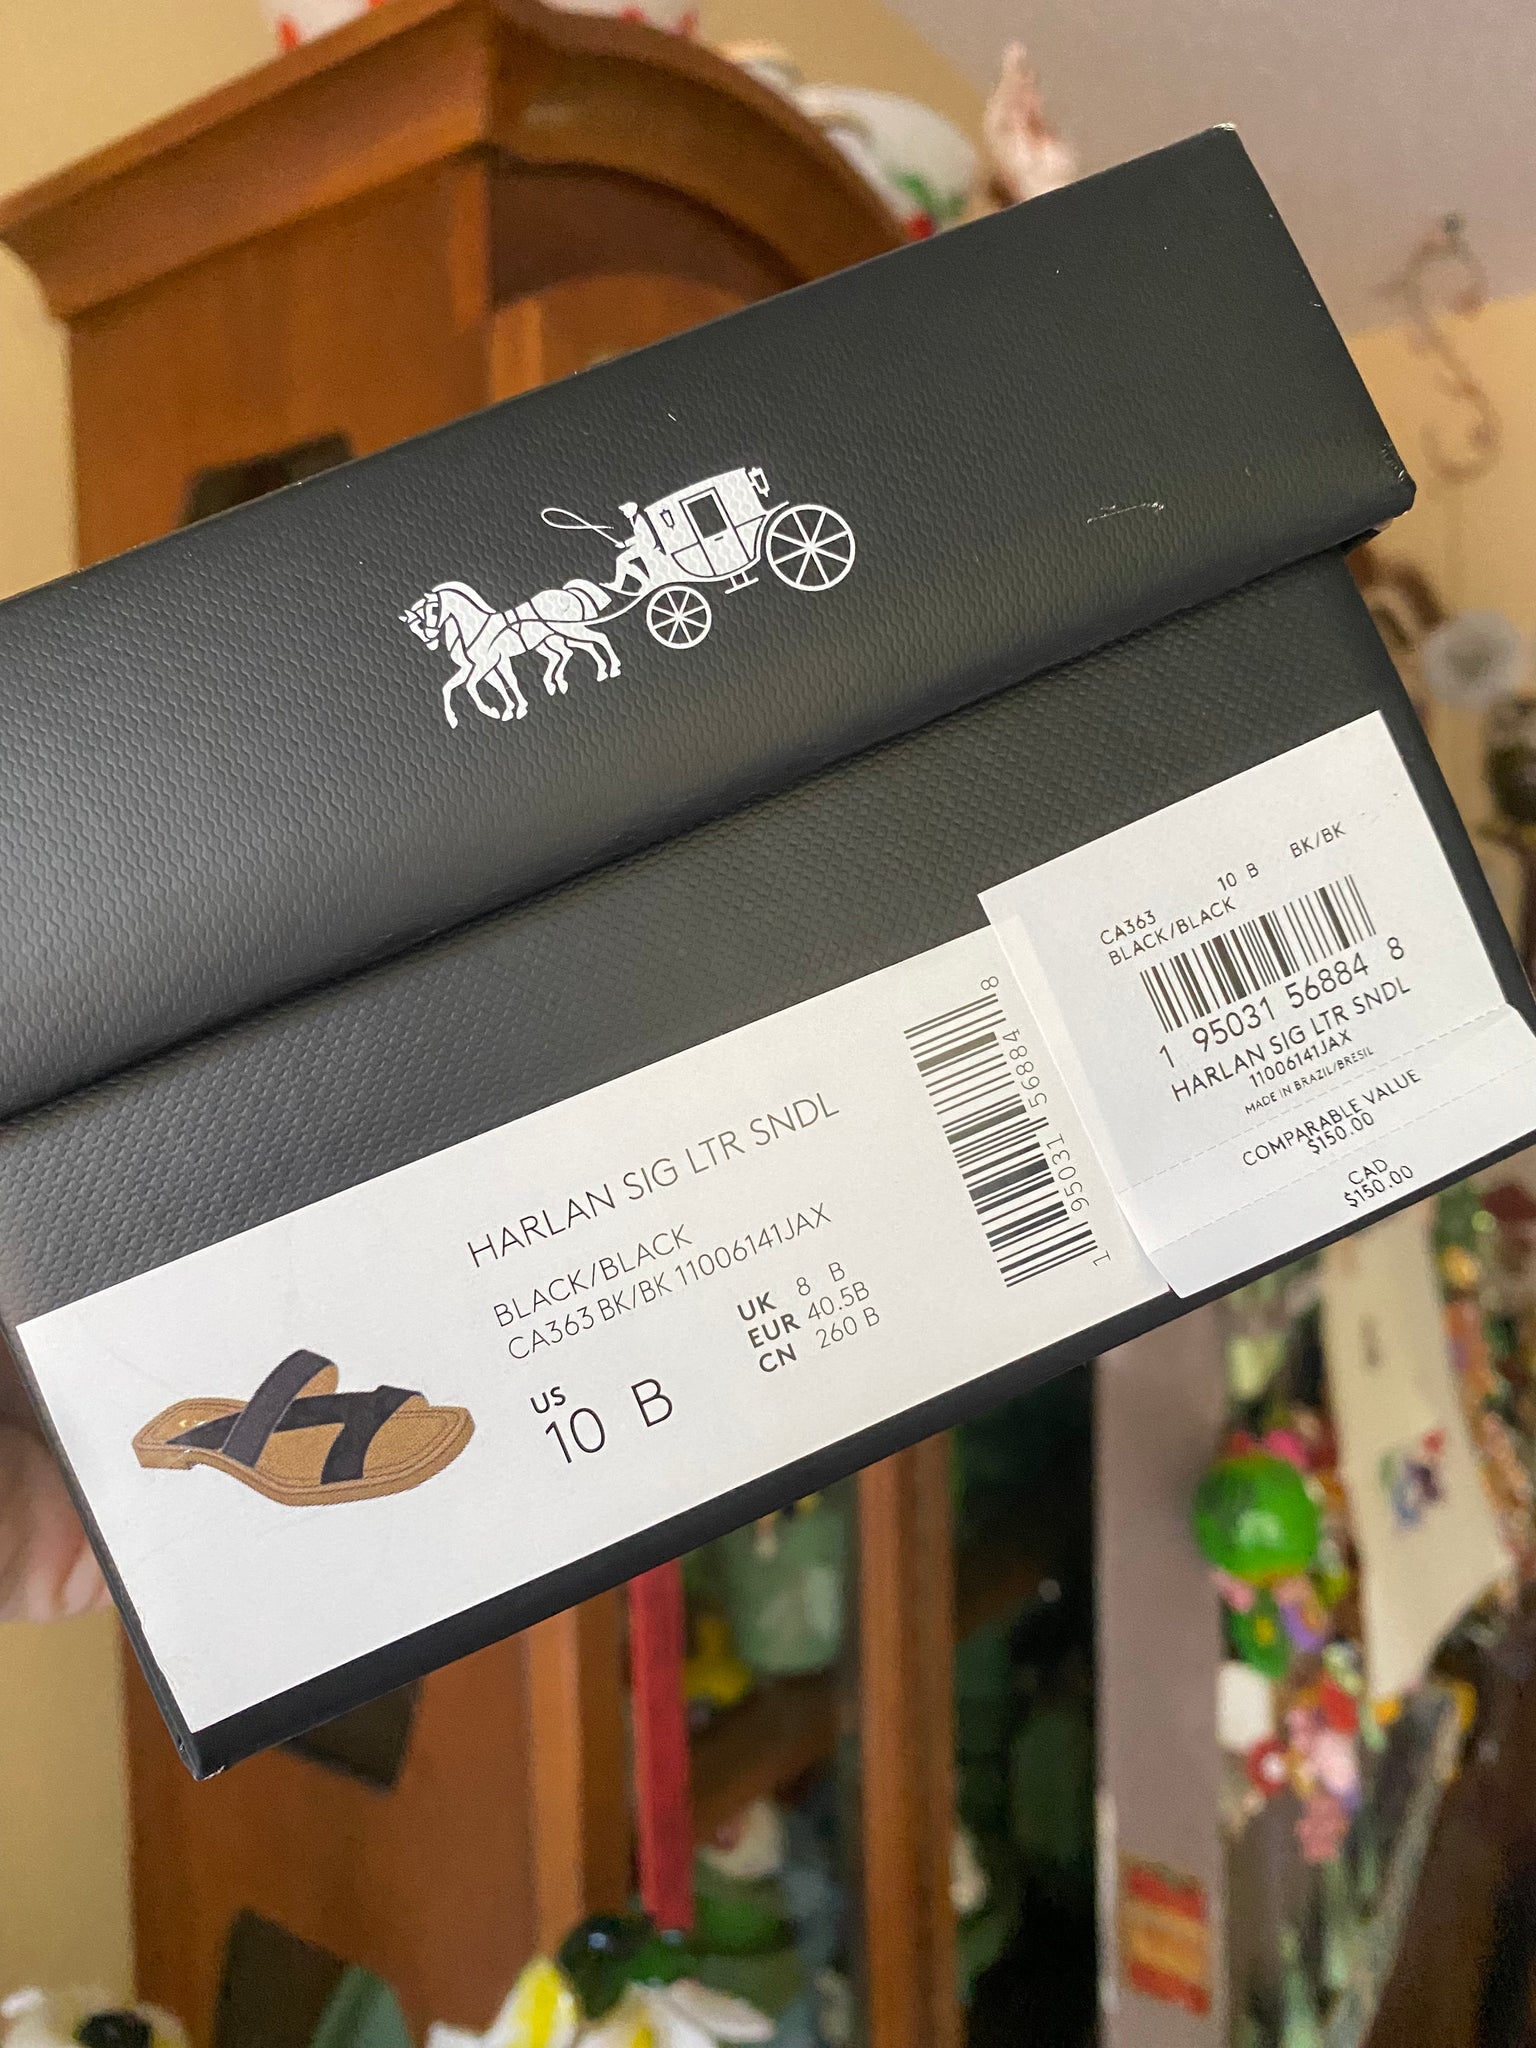 HARLAN SIG LTR SNDL
BLACK/BLACK
CA363 BK/BK 11006141JAX
US
10 B
UK 8 B
EUR 40.5B
CN 260 B
1 95031 56884 8
CA363 10 B BK/BK
BLACK/BLACK
1 95031 56884 8
HARLAN SIG LTR SNDL
11006141JAX
MADE IN BRAZIL/BRÉSIL
COMPARABLE VALUE
$150.00
CAD
$150.00